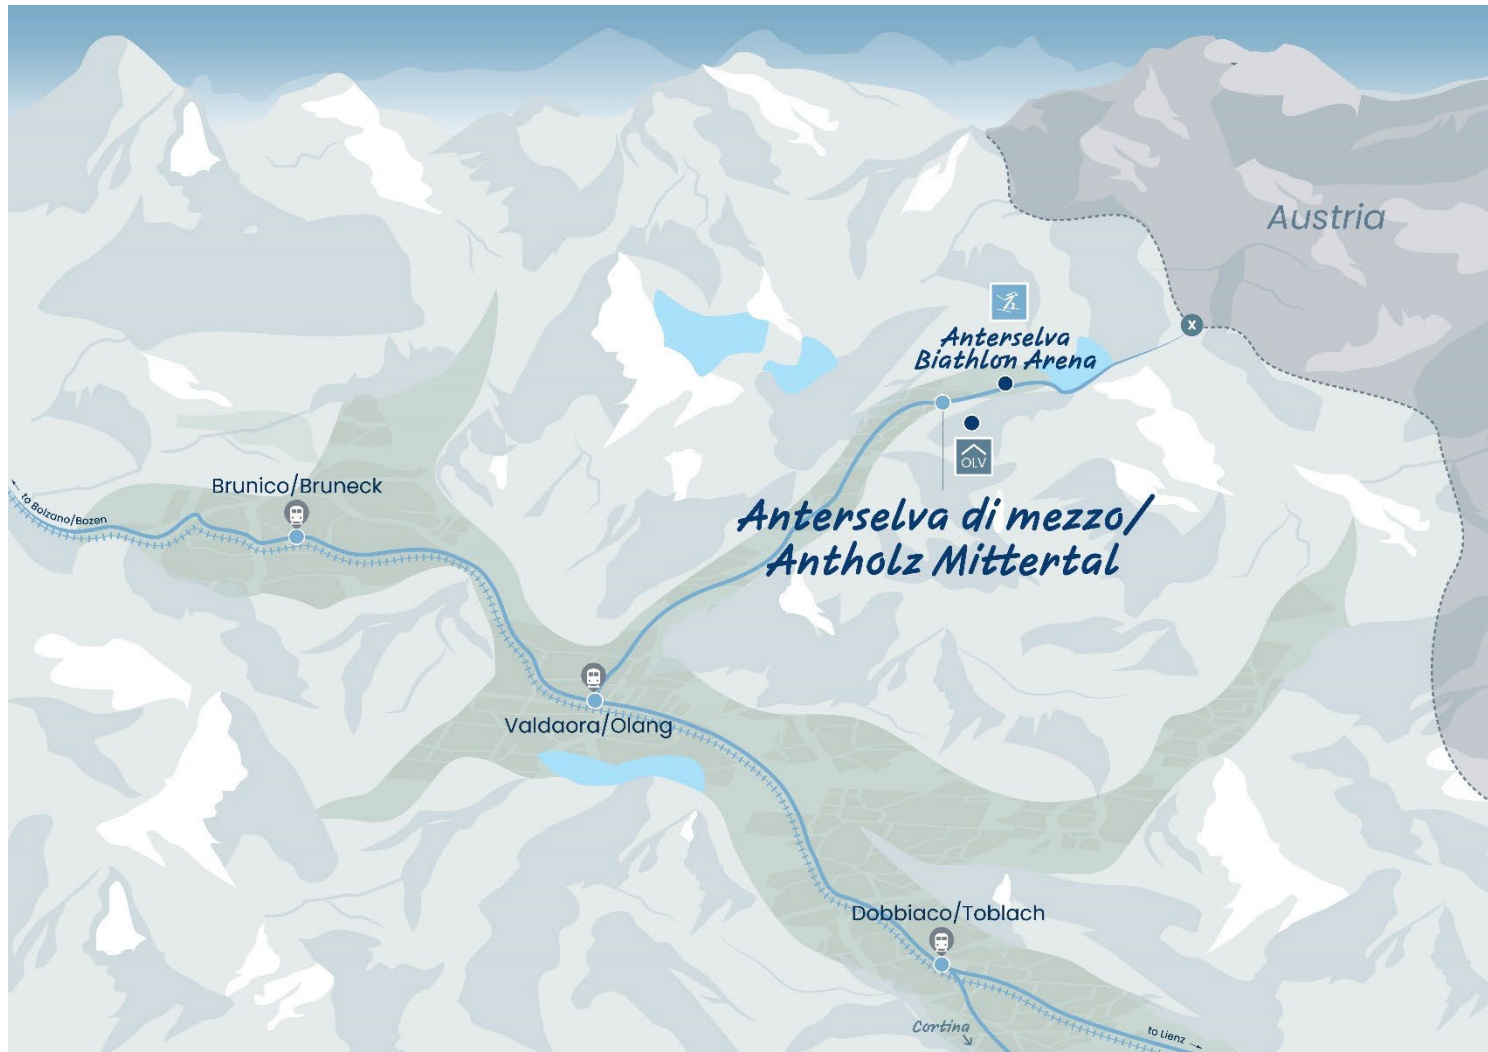 Austria
Anterselva
Biathlon Arena
X
OLV
Brunico/Bruneck
to Bolzano/Bozen
Anterselva di mezzo/
Antholz Mittertal
Valdaora/Olang
Dobbiaco/Toblach
Cortina
to Lienz